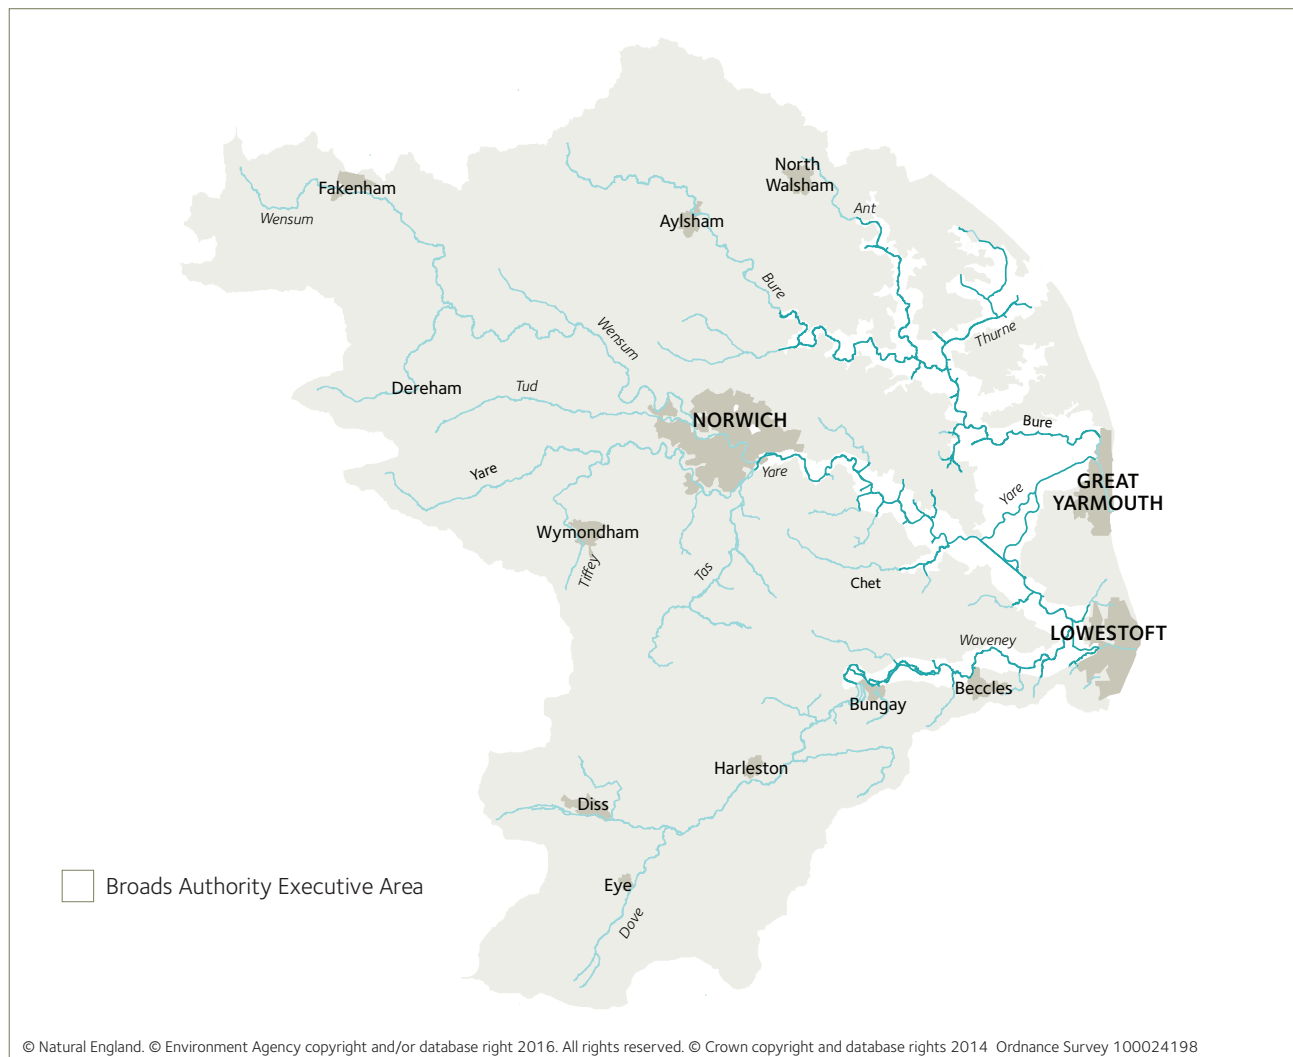 North
Walsham
Fakenham
Ant
Wensum
Aylsham
Bure
Thurne
Wensum
Dereham
Tud
NORWICH
Bure
Yare
Yare
GREAT
YARMOUTH
Yare
Wymondham
Tiffey
Tas
Chet
LOWESTOFT
Waveney
Beccles
Bungay
Harleston
Diss
Eye
Dove
Broads Authority Executive Area
© Natural England. © Environment Agency copyright and/or database right 2016. All rights reserved. © Crown copyright and database rights 2014 Ordnance Survey 100024198